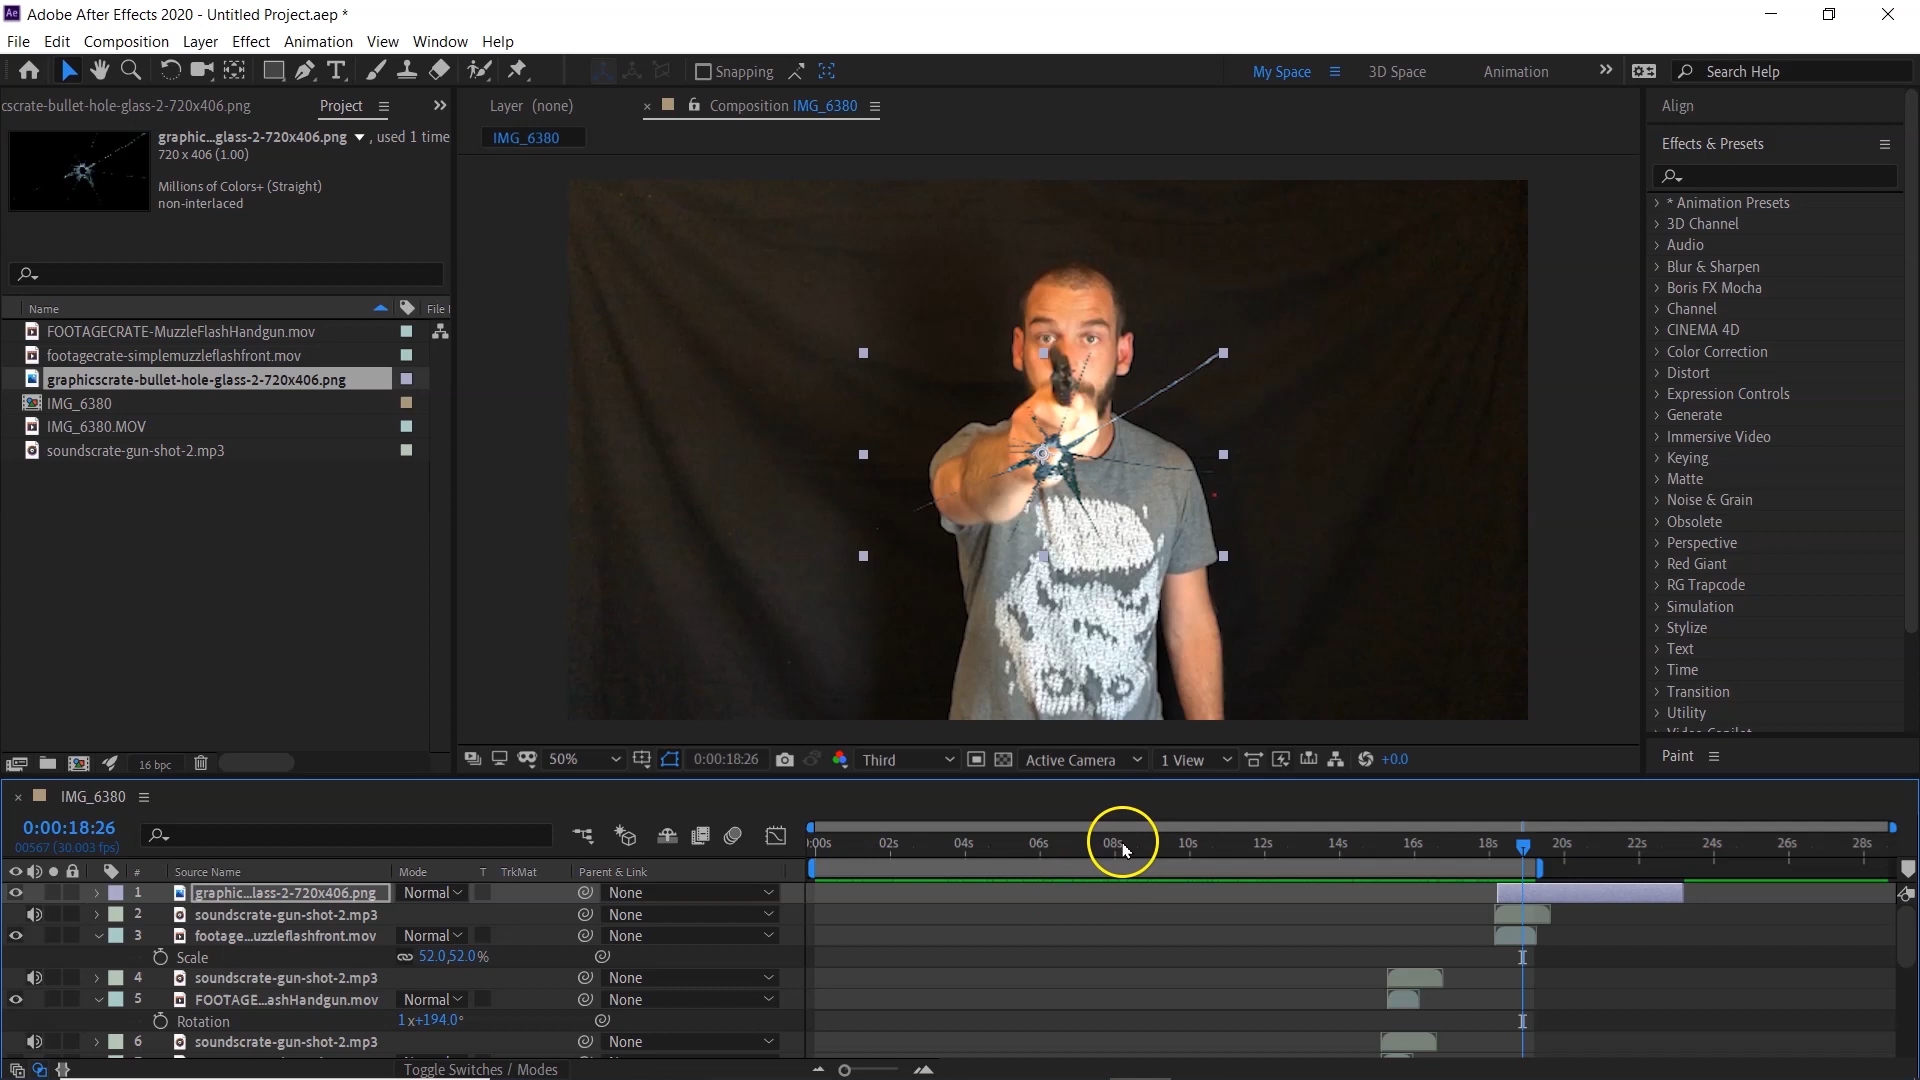 Ae Adobe After Effects 2020 - Untitled Project.aep *
File Edit Composition Layer Effect Animation View Window Help
Snapping
My Space 3D Space Animation Search Help
cscrate-bullet-hole-glass-2-720x406.png Project
Layer (none) Composition IMG_6380
IMG_6380
graphic...glass-2-720x406.png , used 1 time
720 x 406 (1.00)
Millions of Colors+ (Straight)
non-interlaced
Name File
FOOTAGECRATE-MuzzleFlashHandgun.mov
footagecrate-simplemuzzleflashfront.mov
graphicscrate-bullet-hole-glass-2-720x406.png
IMG_6380
IMG_6380.MOV
soundscrate-gun-shot-2.mp3
16 bpc
50% 0:00:18:26 Third Active Camera 1 View +0.0
Align
Effects & Presets
* Animation Presets
3D Channel
Audio
Blur & Sharpen
Boris FX Mocha
Channel
CINEMA 4D
Color Correction
Distort
Expression Controls
Generate
Immersive Video
Keying
Matte
Noise & Grain
Obsolete
Perspective
Red Giant
RG Trapcode
Simulation
Stylize
Text
Time
Transition
Utility
Paint
IMG_6380
0:00:18:26
00567 (30.003 fps)
:00s 02s 04s 06s 08s 10s 12s 14s 16s 18s 20s 22s 24s 26s 28s
# Source Name Mode T TrkMat Parent & Link
1 graphic...lass-2-720x406.png Normal None
2 soundscrate-gun-shot-2.mp3 None
3 footage...uzzleflashfront.mov Normal None
Scale 52.0,52.0%
4 soundscrate-gun-shot-2.mp3 None
5 FOOTAGE...ashHandgun.mov Normal None
Rotation 1x+194.0°
6 soundscrate-gun-shot-2.mp3 None
Toggle Switches / Modes